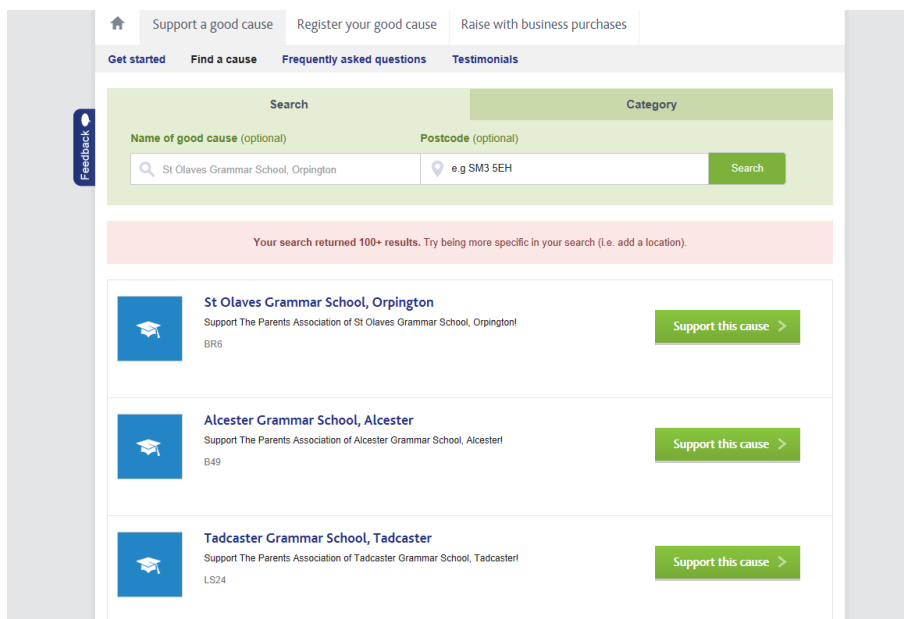 Support a good cause Register your good cause Raise with business purchases
Get started Find a cause Frequently asked questions Testimonials
Feedback
Search Category
Name of good cause (optional) Postcode (optional)
St Olaves Grammar School, Orpington e.g SM3 5EH Search
Your search returned 100+ results. Try being more specific in your search (i.e. add a location).
St Olaves Grammar School, Orpington
Support The Parents Association of St Olaves Grammar School, Orpington!
BR6
Support this cause >
Alcester Grammar School, Alcester
Support The Parents Association of Alcester Grammar School, Alcester!
B49
Support this cause >
Tadcaster Grammar School, Tadcaster
Support The Parents Association of Tadcaster Grammar School, Tadcaster!
LS24
Support this cause >